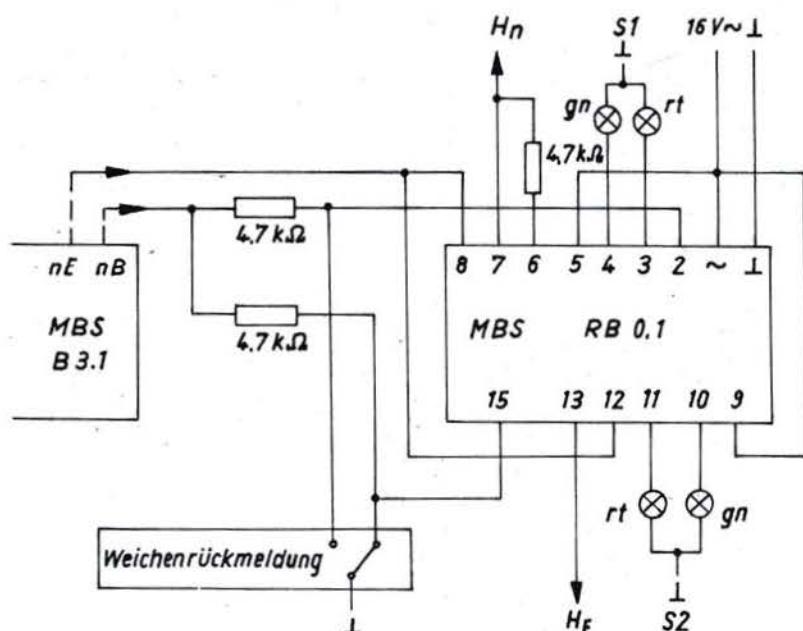 Hn
S1
16 V~ ⊥
gn
rt
4,7 kΩ
4,7 kΩ
nE nB
8 7 6 5 4 3 2 ~ ⊥
MBS
B 3.1
4,7 kΩ
MBS RB 0.1
15 13 12 11 10 9
rt
gn
Weichenrückmeldung
HE
S2